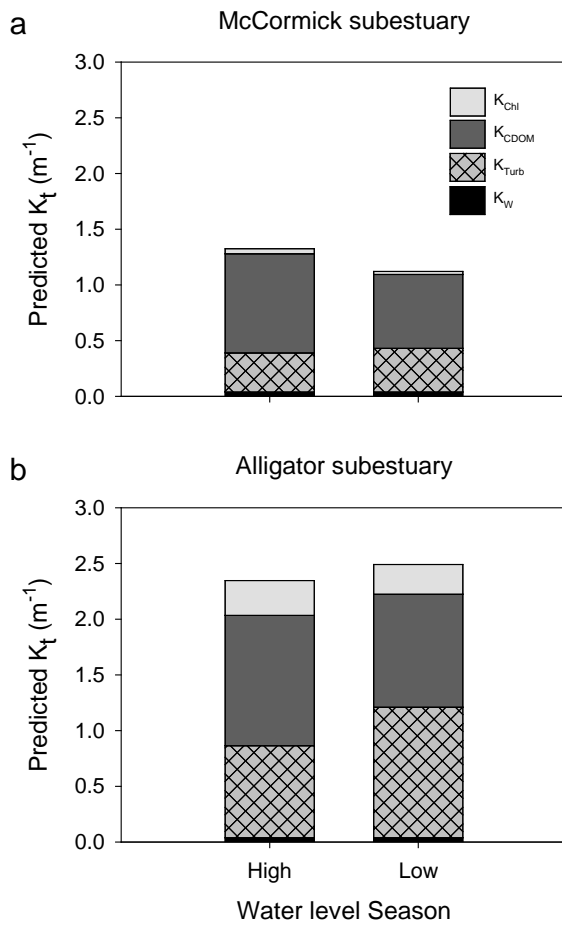 a
McCormick subestuary
3.0
2.5
2.0
1.5
1.0
0.5
0.0
Predicted Kt (m-1)
KChl
KCDOM
KTurb
KW
b
Alligator subestuary
3.0
2.5
2.0
1.5
1.0
0.5
0.0
Predicted Kt (m-1)
High
Low
Water level Season